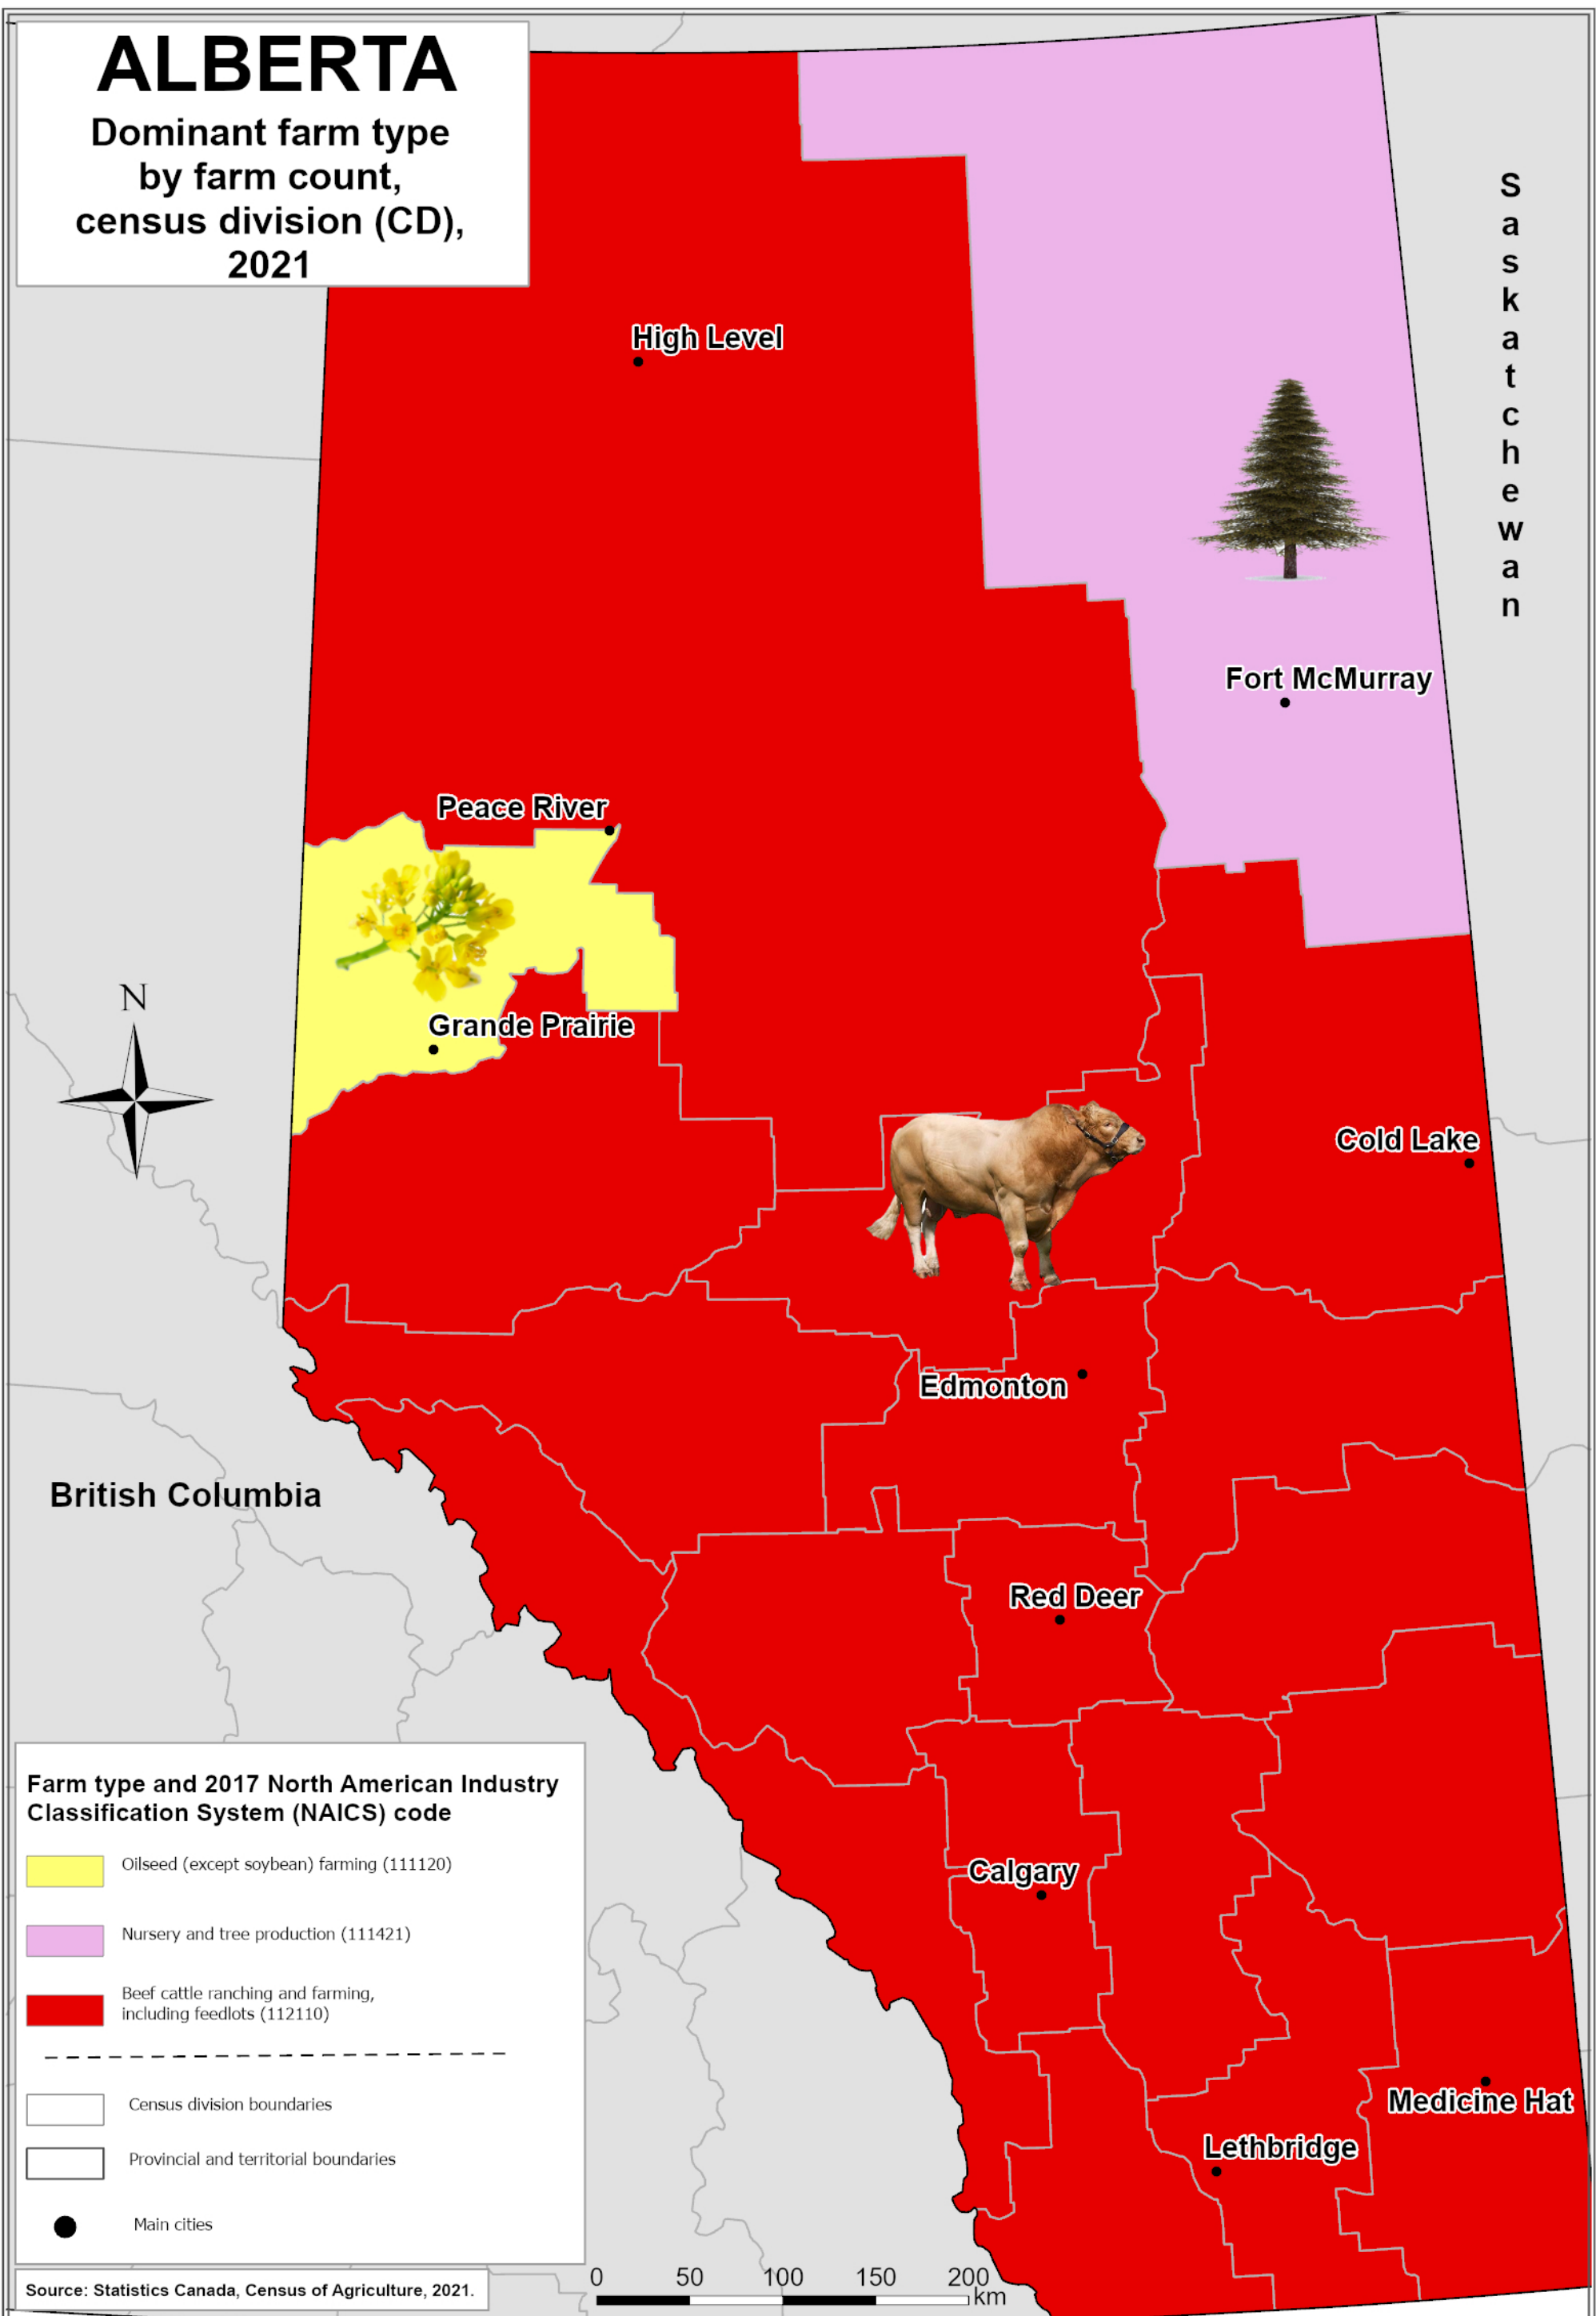 ALBERTA
Dominant farm type
by farm count,
census division (CD),
2021
Saskatchewan
High Level
Fort McMurray
Peace River
Grande Prairie
N
Cold Lake
Edmonton
British Columbia
Red Deer
Calgary
Medicine Hat
Lethbridge
Farm type and 2017 North American Industry
Classification System (NAICS) code
Oilseed (except soybean) farming (111120)
Nursery and tree production (111421)
Beef cattle ranching and farming,
including feedlots (112110)
Census division boundaries
Provincial and territorial boundaries
Main cities
Source: Statistics Canada, Census of Agriculture, 2021.
0 50 100 150 200
km